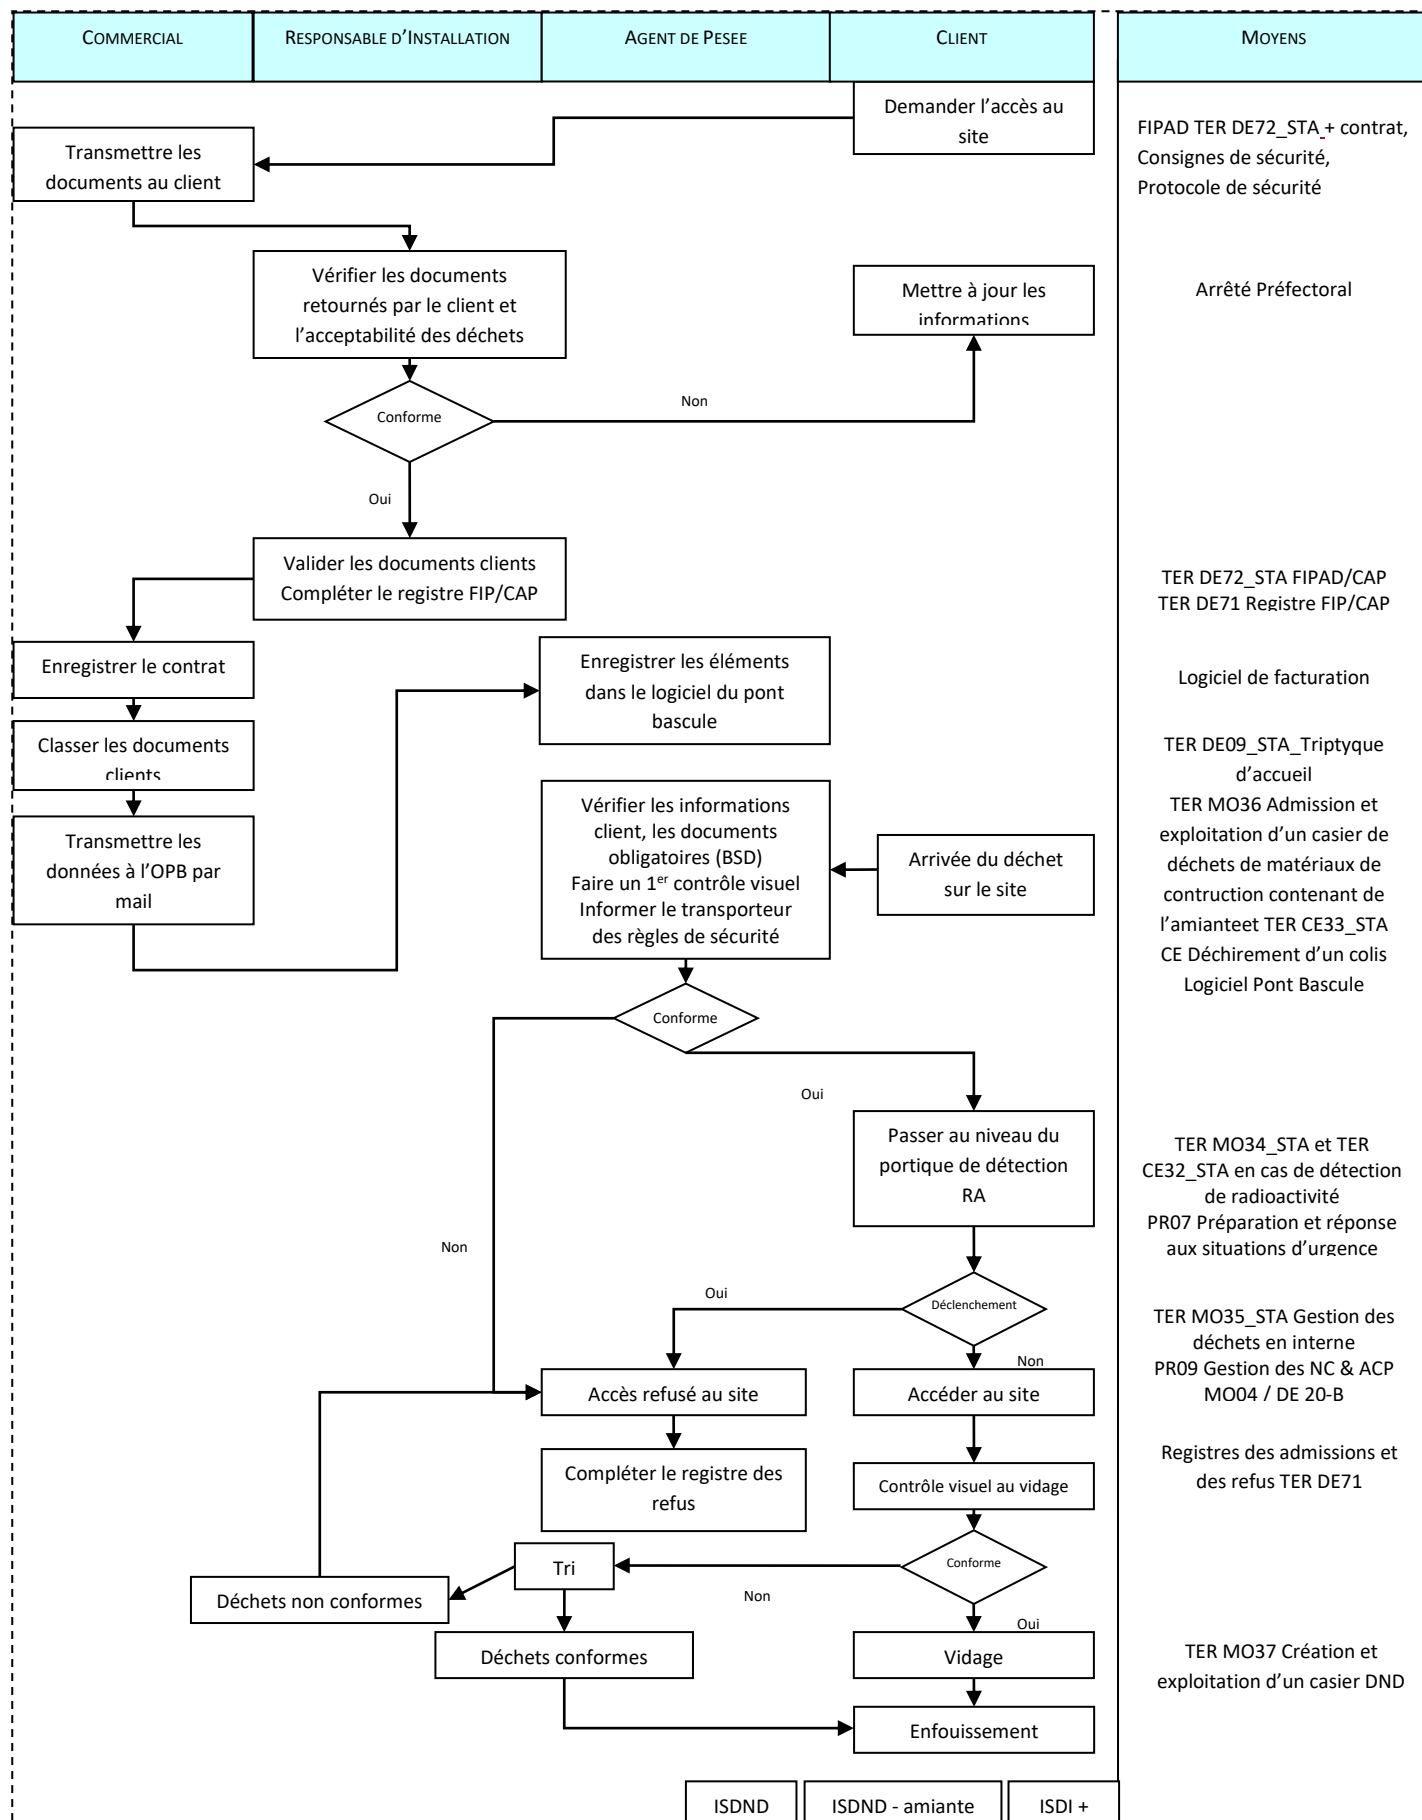 COMMERCIAL
RESPONSABLE D'INSTALLATION
AGENT DE PESEE
CLIENT
MOYENS
Demander l'accès au
site
FIPAD TER DE72_STA + contrat,
Consignes de sécurité,
Protocole de sécurité
Transmettre les
documents au client
Vérifier les documents
retournés par le client et
l'acceptabilité des déchets
Mettre à jour les
informations
Arrêté Préfectoral
Conforme
Non
Oui
Valider les documents clients
Compléter le registre FIP/CAP
TER DE72_STA FIPAD/CAP
TER DE71 Registre FIP/CAP
Enregistrer le contrat
Enregistrer les éléments
dans le logiciel du pont
bascule
Logiciel de facturation
Classer les documents
clients
Transmettre les
données à l'OPB par
mail
Vérifier les informations
client, les documents
obligatoires (BSD)
Faire un 1er contrôle visuel
Informer le transporteur
des règles de sécurité
Arrivée du déchet
sur le site
TER DE09_STA_Triptyque
d'accueil
TER MO36 Admission et
exploitation d'un casier de
déchets de matériaux de
contruction contenant de
l'amianteet TER CE33_STA
CE Déchirement d'un colis
Logiciel Pont Bascule
Conforme
Oui
Non
Passer au niveau du
portique de détection
RA
TER MO34_STA et TER
CE32_STA en cas de détection
de radioactivité
PR07 Préparation et réponse
aux situations d'urgence
Déclenchement
Oui
Non
TER MO35_STA Gestion des
déchets en interne
PR09 Gestion des NC & ACP
MO04 / DE 20-B
Accès refusé au site
Accéder au site
Compléter le registre des
refus
Contrôle visuel au vidage
Registres des admissions et
des refus TER DE71
Conforme
Non
Oui
Tri
Déchets non conformes
Déchets conformes
Vidage
TER MO37 Création et
exploitation d'un casier DND
Enfouissement
ISDND
ISDND - amiante
ISDI +